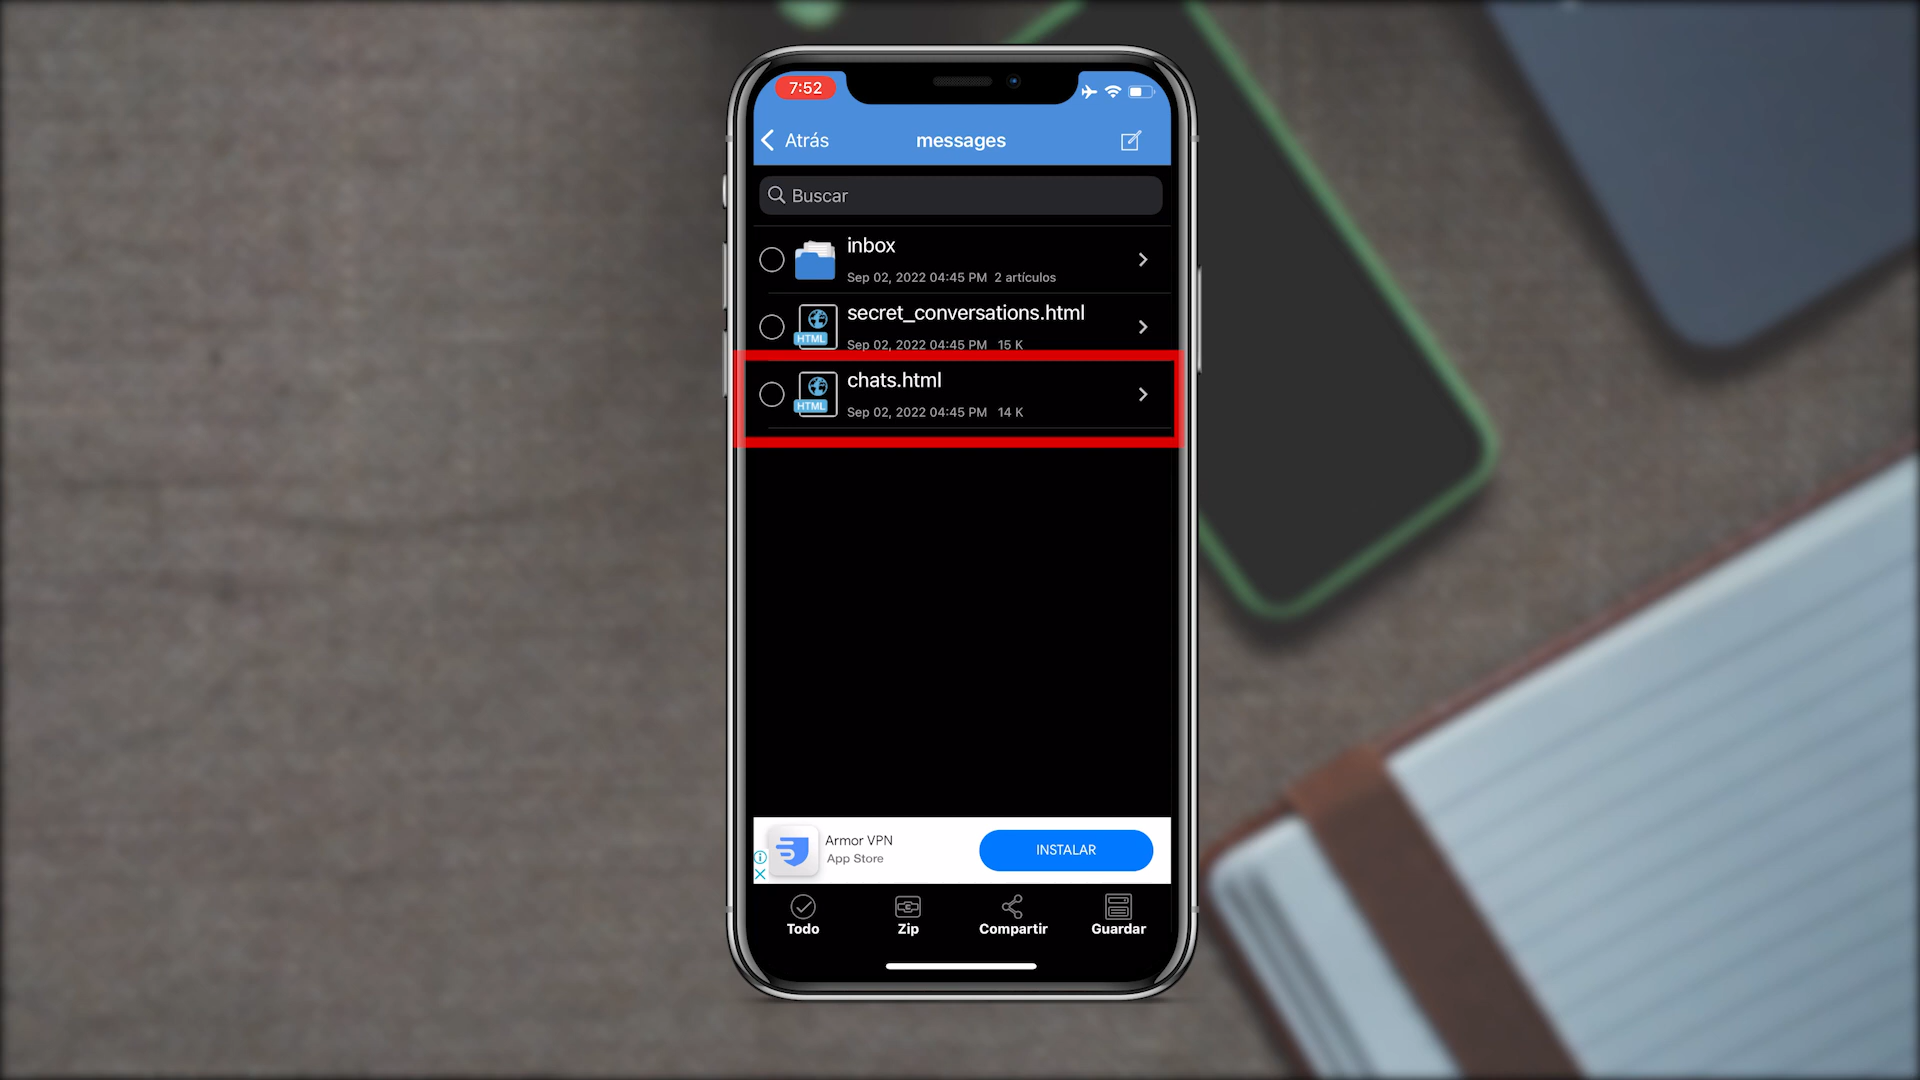 7:52
Atrás
messages
Buscar
inbox
Sep 02, 2022 04:45 PM 2 artículos
secret_conversations.html
HTML
Sep 02, 2022 04:45 PM 15 K
chats.html
HTML
Sep 02, 2022 04:45 PM 14 K
Armor VPN
App Store
INSTALAR
Todo
Zip
Compartir
Guardar